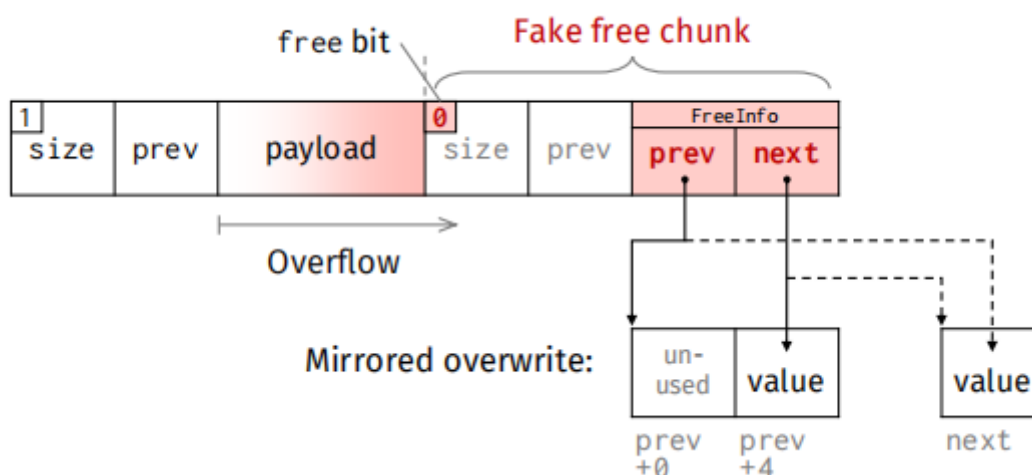 free bit
Fake free chunk
1
0
FreeInfo
size
prev
payload
size
prev
prev
next
Overflow
Mirrored overwrite:
un-
used
value
value
prev
+0
prev
+4
next